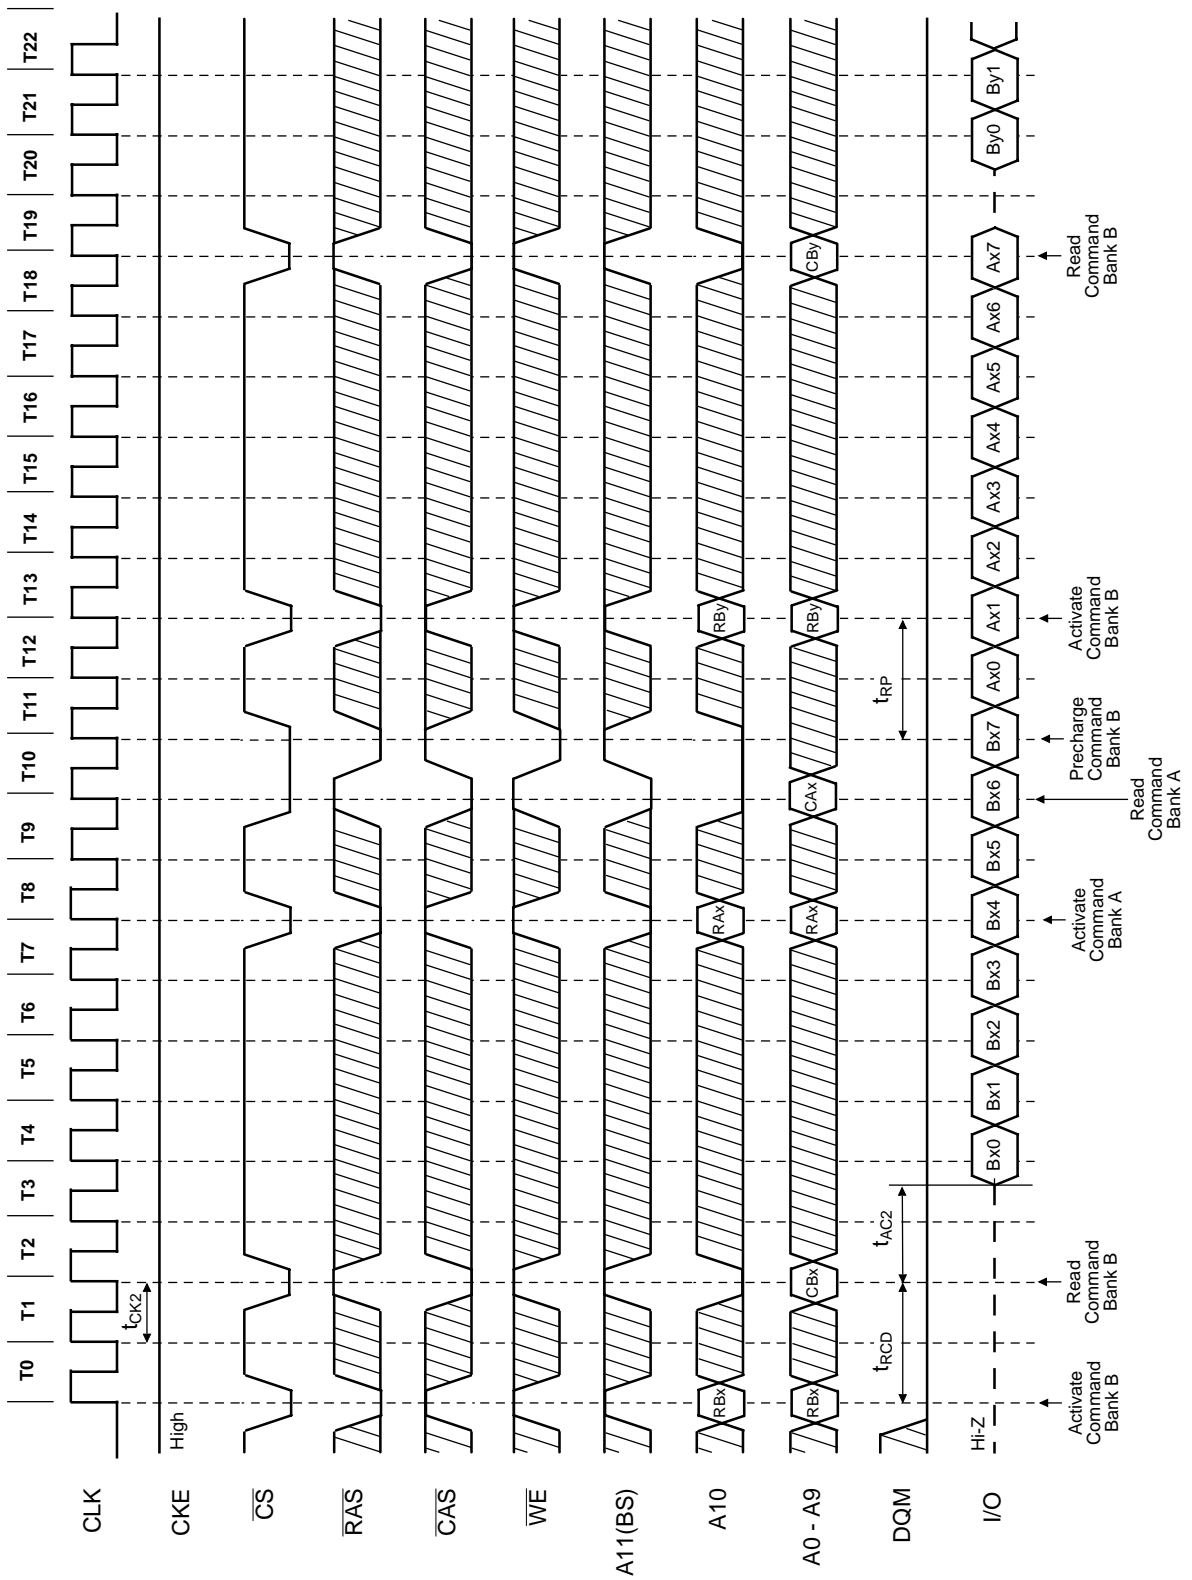 T0 T1 T2 T3 T4 T5 T6 T7 T8 T9 T10 T11 T12 T13 T14 T15 T16 T17 T18 T19 T20 T21 T22
CLK
tCK2
CKE
High
CS
RAS
CAS
WE
A11(BS)
A10
RBx RAx RBy
A0 - A9
RBx CBx RAx CAx RBy CBy
DQM
tRCD tAC2 tRP
I/O
Hi-Z
Bx0 Bx1 Bx2 Bx3 Bx4 Bx5 Bx6 Bx7 Ax0 Ax1 Ax2 Ax3 Ax4 Ax5 Ax6 Ax7 By0 By1
Activate
Command
Bank B
Read
Command
Bank B
Activate
Command
Bank A
Read
Command
Bank A
Precharge
Command
Bank B
Activate
Command
Bank B
Read
Command
Bank B